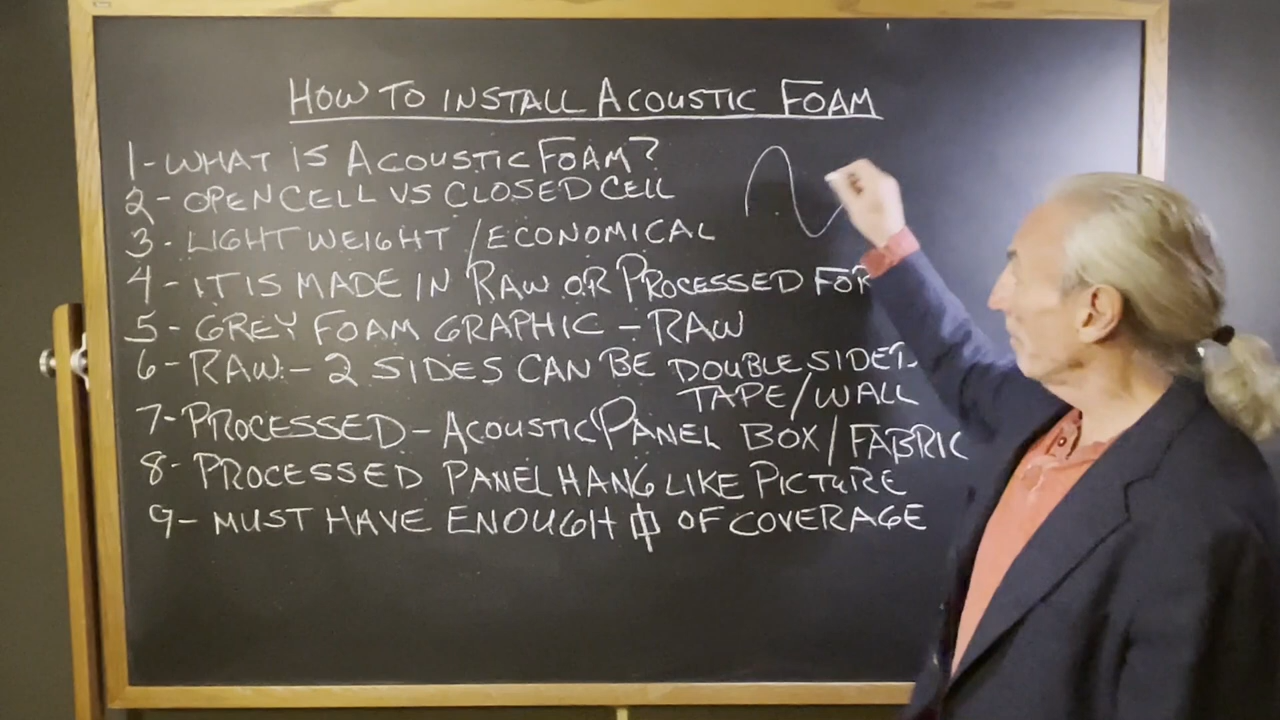 HOW TO INSTALL ACOUSTIC FOAM
1- WHAT IS ACOUSTIC FOAM?
2- OPEN CELL VS CLOSED CELL
3- LIGHT WEIGHT / ECONOMICAL
4- IT IS MADE IN RAW OR PROCESSED FOR
5- GREY FOAM GRAPHIC - RAW
6- RAW - 2 SIDES CAN BE DOUBLE SIDED
TAPE/WALL
7- PROCESSED - ACOUSTIC PANEL BOX/FABRIC
8- PROCESSED PANEL HANG LIKE PICTURE
9- MUST HAVE ENOUGH OF COVERAGE